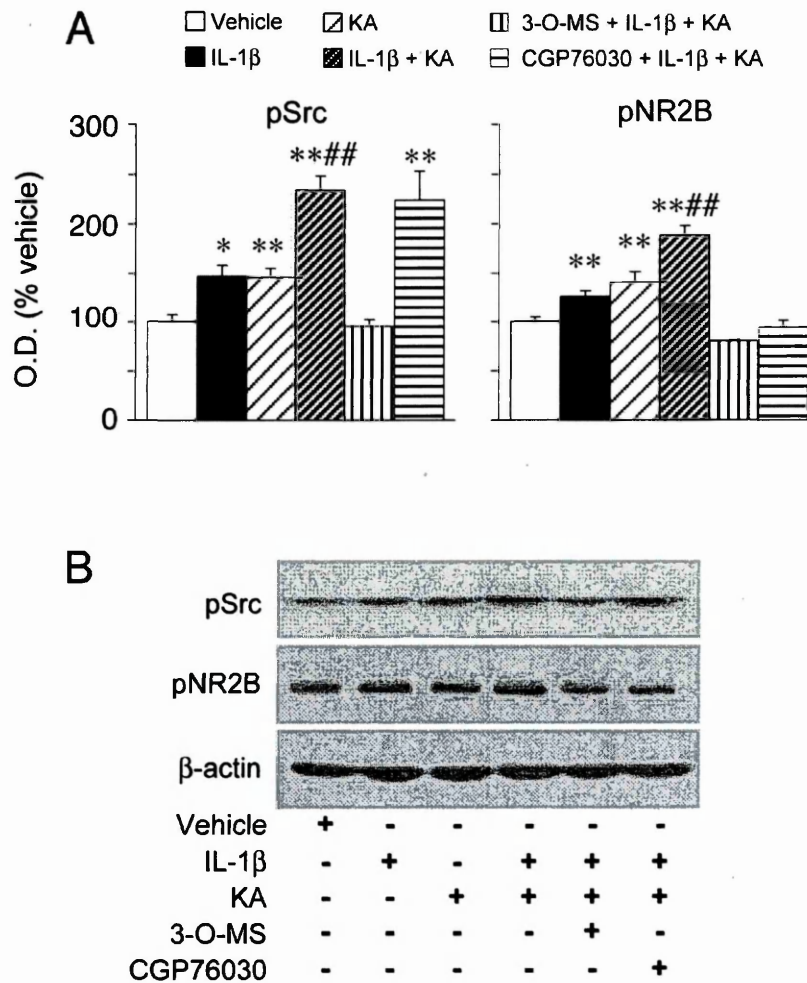 A
Vehicle KA 3-O-MS + IL-1β + KA
IL-1β IL-1β + KA CGP76030 + IL-1β + KA
pSrc pNR2B
300
200
100
0
O.D. (% vehicle)
* ** **## **
** ** **##
B
pSrc
pNR2B
β-actin
Vehicle + - - - - -
IL-1β - + - + + +
KA - - + + + +
3-O-MS - - - - + -
CGP76030 - - - - - +